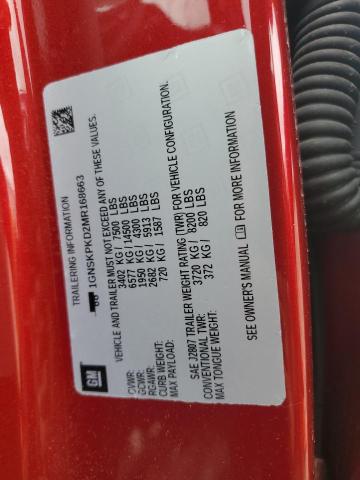 TRAILERING INFORMATION
1GNSKPKD2MR168663
VEHICLE AND TRAILER MUST NOT EXCEED ANY OF THESE VALUES.
GVWR: 3402 KG / 7500 LBS
GCWR: 6577 KG / 14500 LBS
RGAWR: 1950 KG / 4300 LBS
CURB WEIGHT: 2682 KG / 5913 LBS
MAX PAYLOAD: 720 KG / 1587 LBS
SAE J2807 TRAILER WEIGHT RATING (TWR) FOR VEHICLE CONFIGURATION.
CONVENTIONAL TWR: 3720 KG / 8200 LBS
MAX TONGUE WEIGHT: 372 KG / 820 LBS
SEE OWNER'S MANUAL FOR MORE INFORMATION
GM